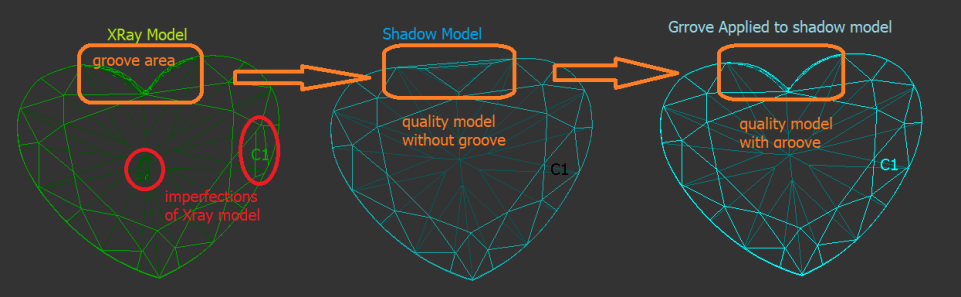 XRay Model
Shadow Model
Grrove Applied to shadow model
groove area
quality model
without groove
quality model
with groove
C1
C1
C1
imperfections
of Xray model